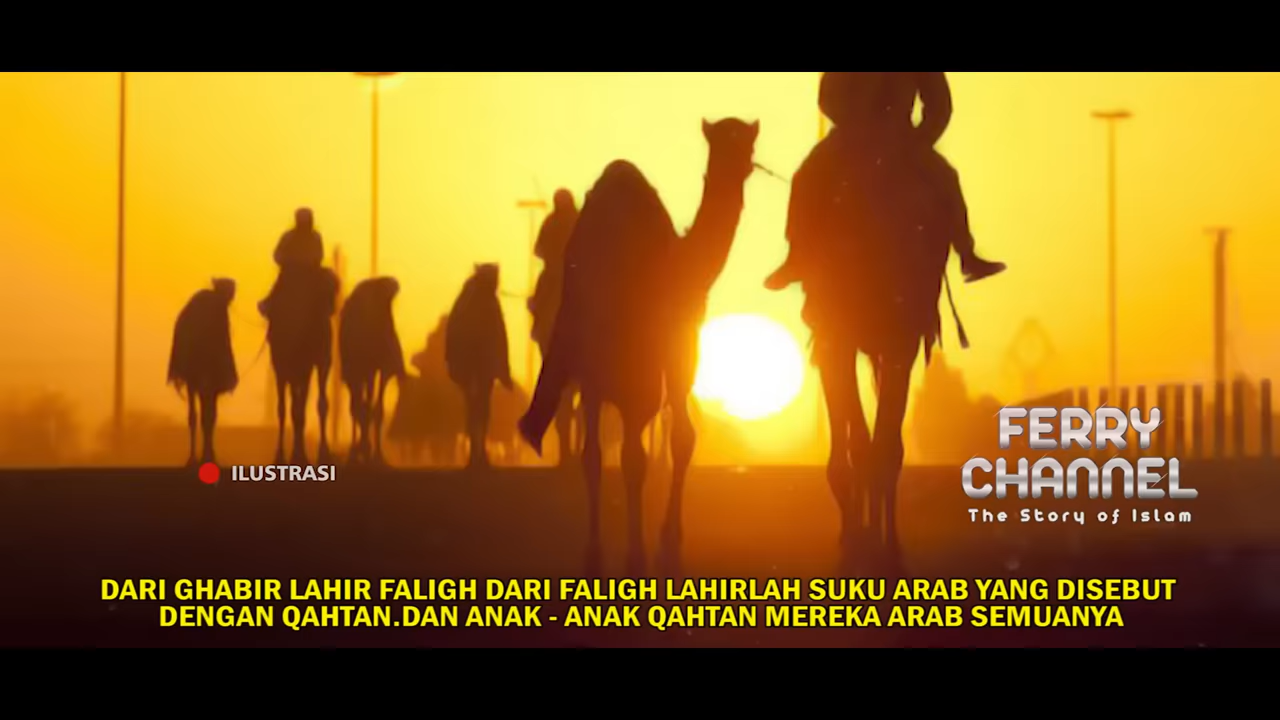 ILUSTRASI
FERRY
CHANNEL
The Story of Islam
DARI GHABIR LAHIR FALIGH DARI FALIGH LAHIRLAH SUKU ARAB YANG DISEBUT
DENGAN QAHTAN.DAN ANAK - ANAK QAHTAN MEREKA ARAB SEMUANYA